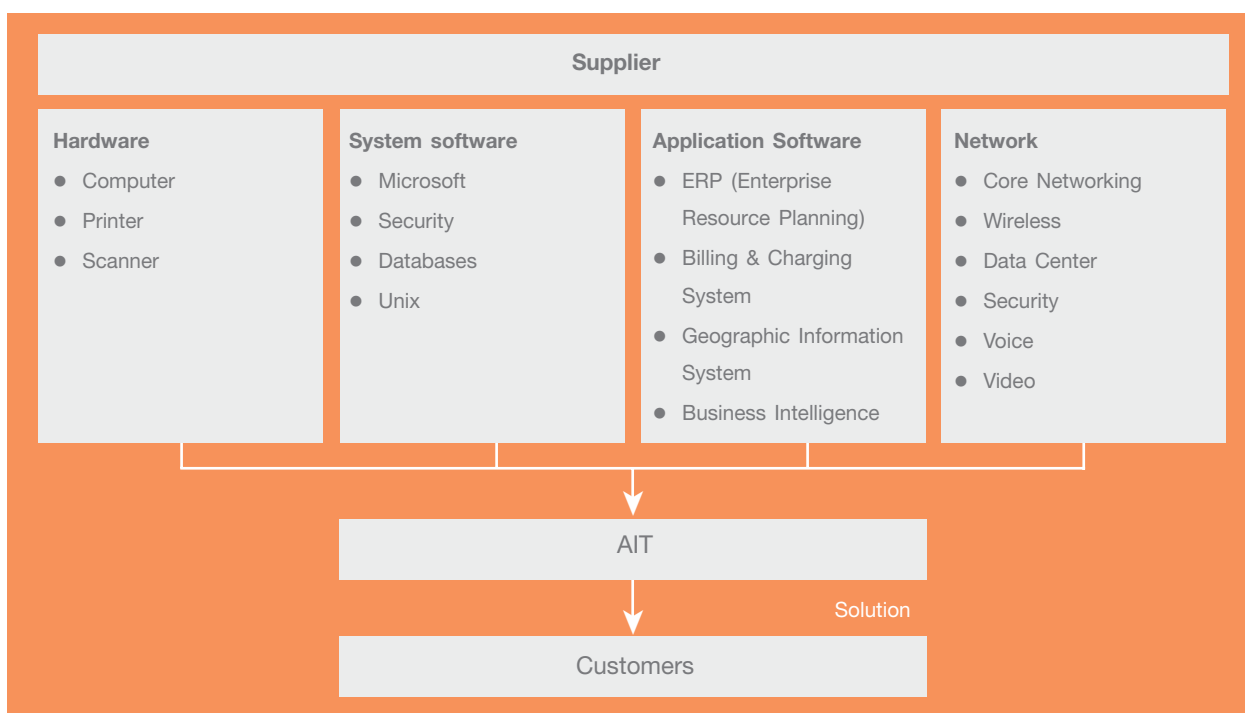 Supplier
Hardware
● Computer
● Printer
● Scanner
System software
● Microsoft
● Security
● Databases
● Unix
Application Software
● ERP (Enterprise
Resource Planning)
● Billing & Charging
System
● Geographic Information
System
● Business Intelligence
Network
● Core Networking
● Wireless
● Data Center
● Security
● Voice
● Video
AIT
Solution
Customers